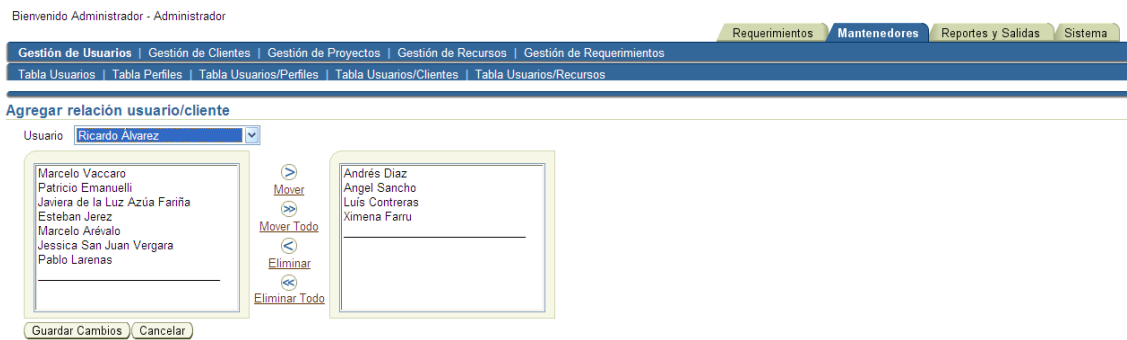 Bienvenido Administrador - Administrador
Requerimientos Mantenedores Reportes y Salidas Sistema
Gestión de Usuarios | Gestión de Clientes | Gestión de Proyectos | Gestión de Recursos | Gestión de Requerimientos
Tabla Usuarios | Tabla Perfiles | Tabla Usuarios/Perfiles | Tabla Usuarios/Clientes | Tabla Usuarios/Recursos
Agregar relación usuario/cliente
Usuario Ricardo Álvarez
Marcelo Vaccaro
Patricio Emanuelli
Javiera de la Luz Azúa Fariña
Esteban Jerez
Marcelo Arévalo
Jessica San Juan Vergara
Pablo Larenas
Mover
Mover Todo
Eliminar
Eliminar Todo
Andrés Diaz
Angel Sancho
Luís Contreras
Ximena Farru
Guardar Cambios Cancelar